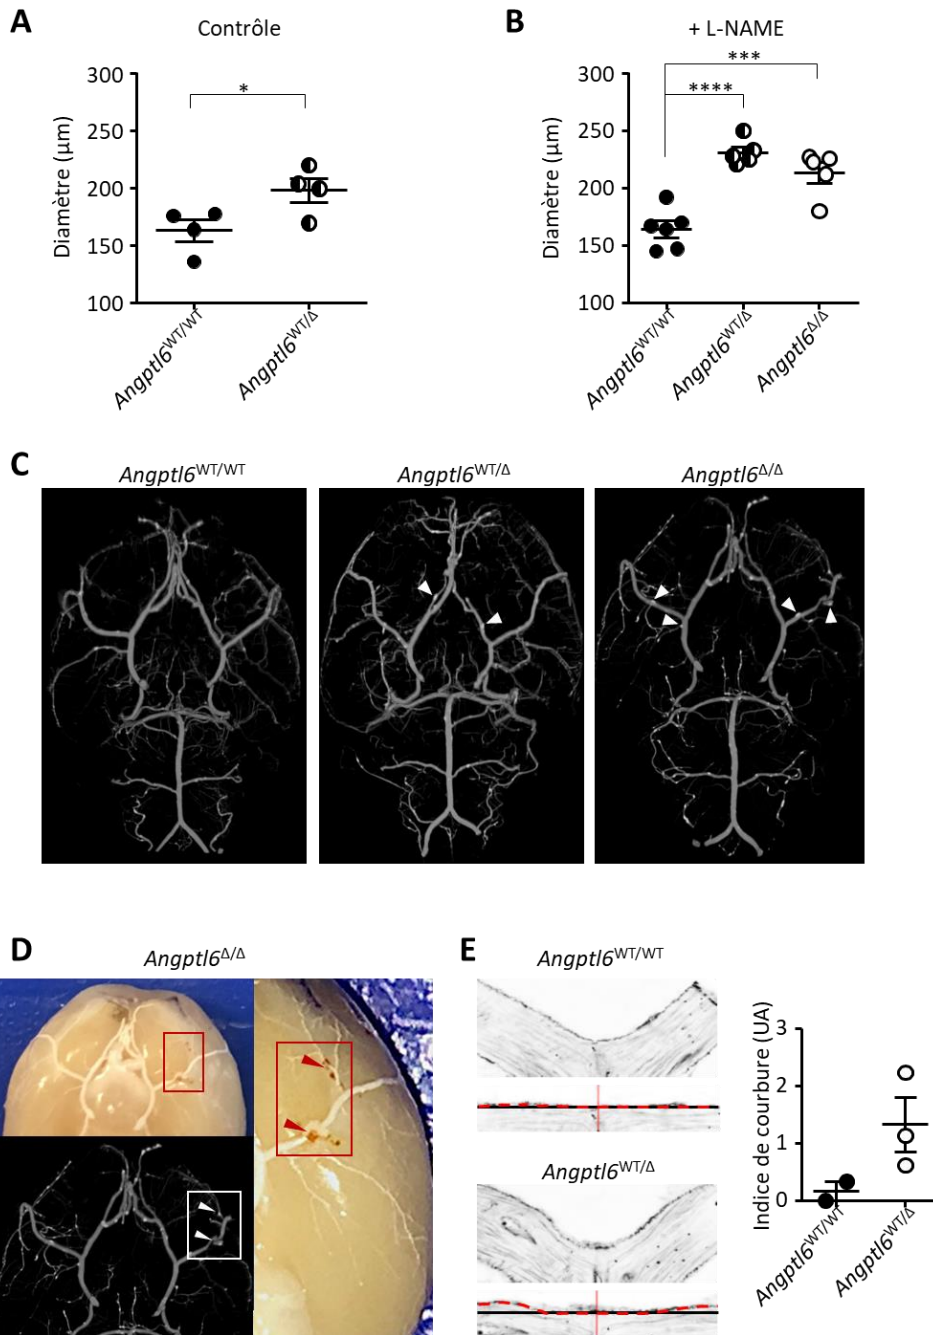 A
Contrôle
Diamètre (µm)
300
250
200
150
100
*
Angptl6WT/WT
Angptl6WT/Δ
B
+ L-NAME
Diamètre (µm)
300
250
200
150
100
***
****
Angptl6WT/WT
Angptl6WT/Δ
Angptl6Δ/Δ
C
Angptl6WT/WT
Angptl6WT/Δ
Angptl6Δ/Δ
D
Angptl6Δ/Δ
E
Angptl6WT/WT
Angptl6WT/Δ
Indice de courbure (UA)
3
2
1
0
Angptl6WT/WT
Angptl6WT/Δ